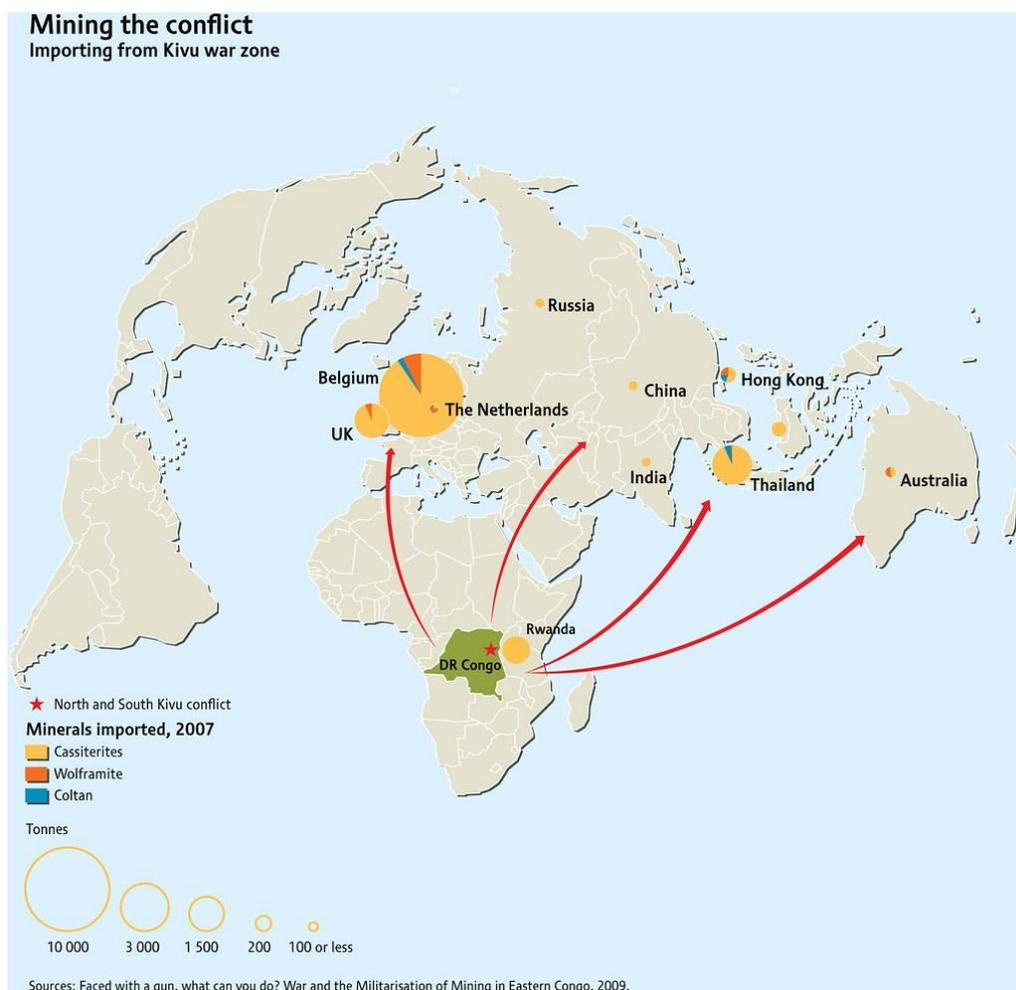 Mining the conflict
Importing from Kivu war zone
Russia
Belgium
China
Hong Kong
The Netherlands
UK
India
Thailand
Australia
Rwanda
DR Congo
North and South Kivu conflict
Minerals imported, 2007
Cassiterites
Wolframite
Coltan
Tonnes
10 000 3 000 1 500 200 100 or less
Sources: Faced with a gun, what can you do? War and the Militarisation of Mining in Eastern Congo, 2009.